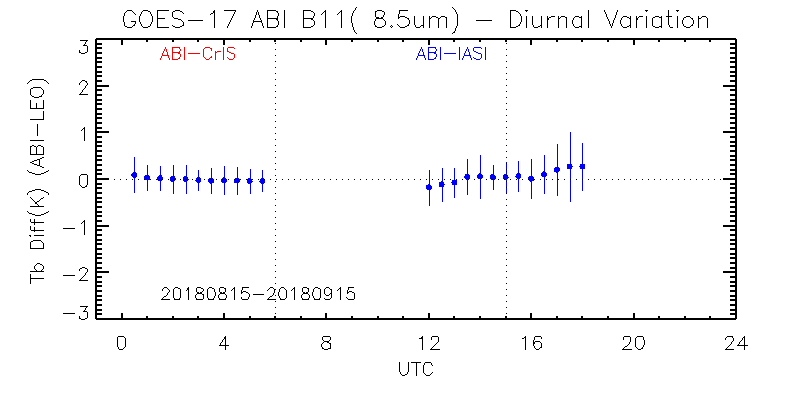 GOES-17 ABI B11( 8.5um) - Diurnal Variation
ABI-CrIS
ABI-IASI
3
2
1
0
-1
-2
-3
Tb Diff(K) (ABI-LEO)
20180815-20180915
0 4 8 12 16 20 24
UTC